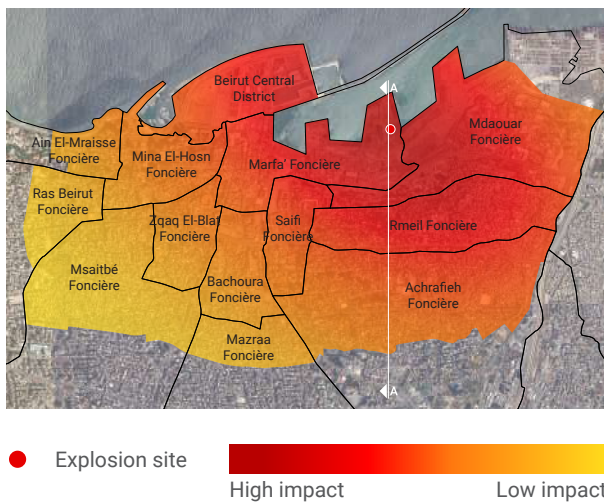 Beirut Central
District
A
Mdaouar
Foncière
Ain El-Mraisse
Foncière
Mina El-Hosn
Foncière
Marfa' Foncière
Ras Beirut
Foncière
Zqaq El-Blat
Foncière
Saifi
Foncière
Rmeil Foncière
Msaitbé
Foncière
Bachoura
Foncière
Achrafieh
Foncière
Mazraa
Foncière
A
Explosion site
High impact
Low impact